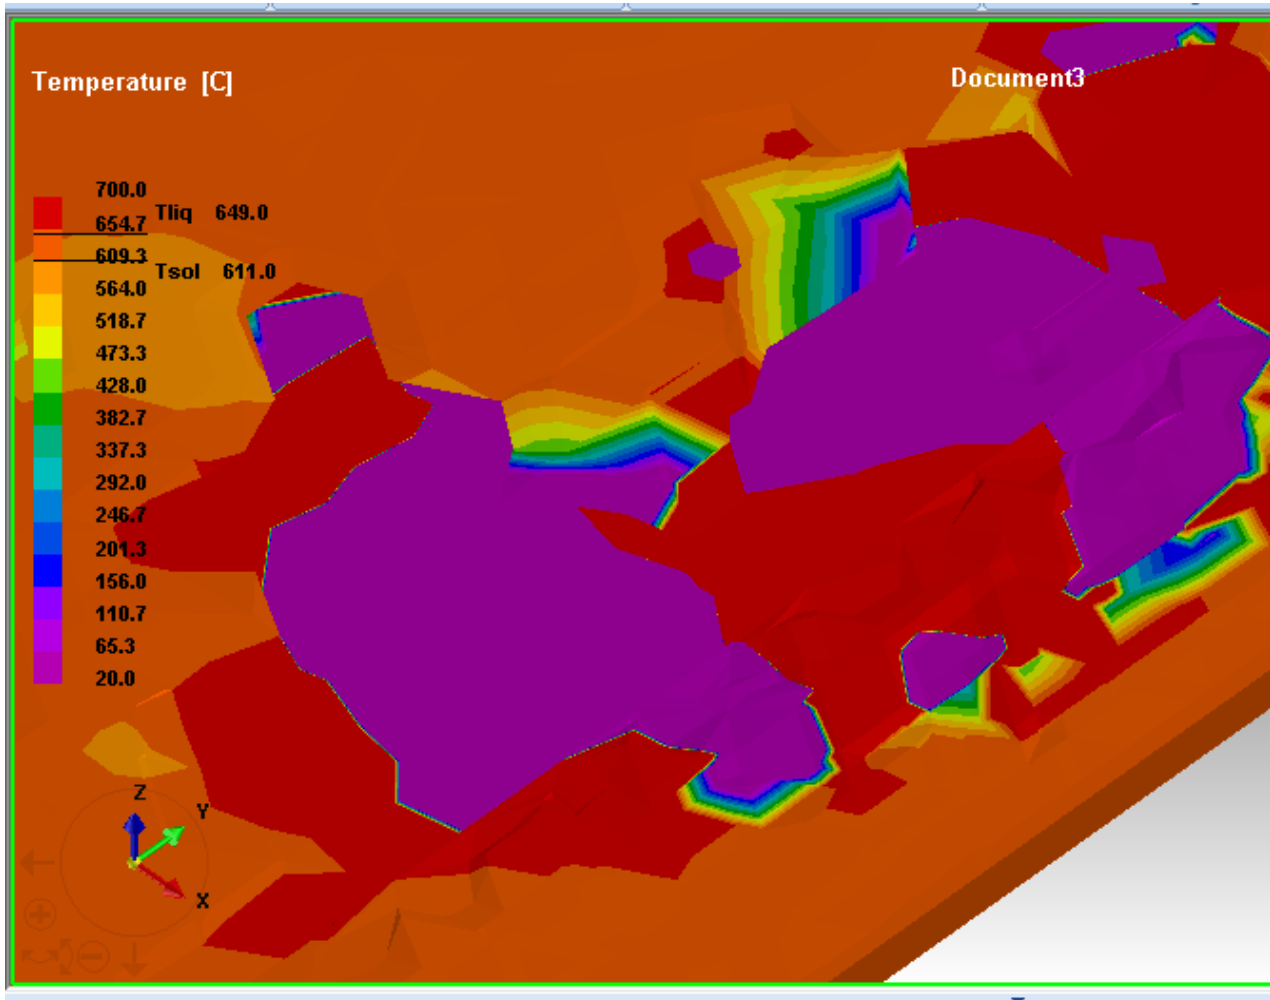 Temperature [C]
Document3
700.0
Tliq 649.0
654.7
609.3
Tsol 611.0
564.0
518.7
473.3
428.0
382.7
337.3
292.0
246.7
201.3
156.0
110.7
65.3
20.0
Z
Y
X